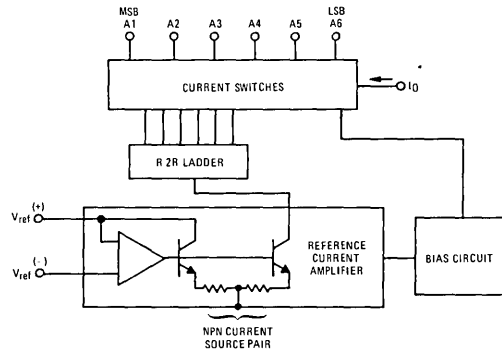 MSB LSB
A1 A2 A3 A4 A5 A6
CURRENT SWITCHES
IO
R 2R LADDER
(+)
Vref
(-)
Vref
REFERENCE
CURRENT
AMPLIFIER
BIAS CIRCUIT
NPN CURRENT
SOURCE PAIR